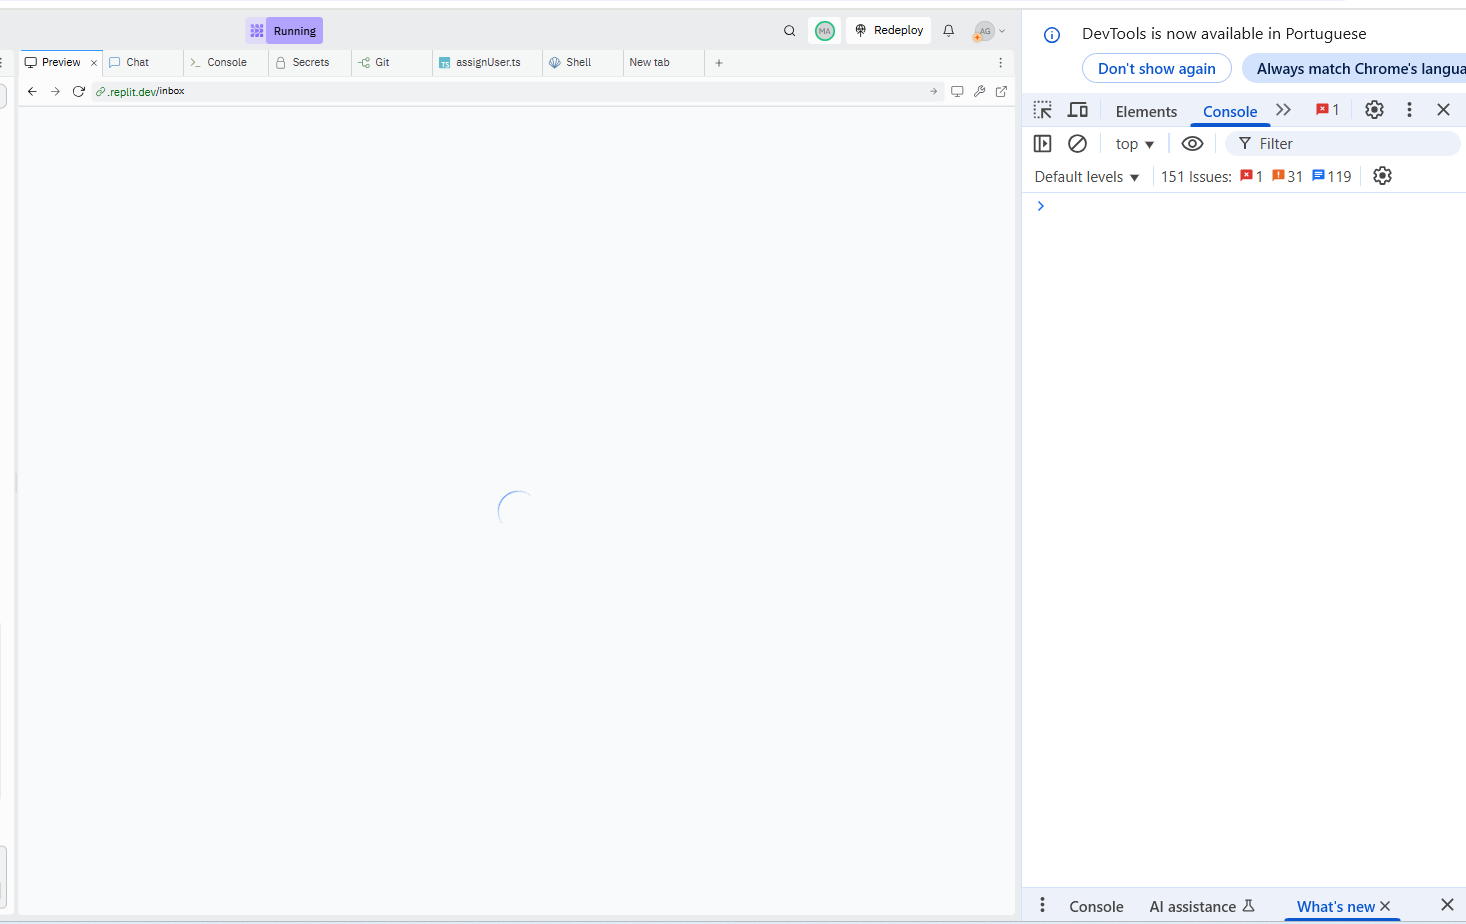 Running
MA
Redeploy
AG
Preview
Chat
Console
Secrets
Git
TS assignUser.ts
Shell
New tab
.replit.dev/inbox
DevTools is now available in Portuguese
Don't show again
Always match Chrome's langua
Elements
Console
1
top
Filter
Default levels
151 Issues: 1 31 119
Console
AI assistance
What's new